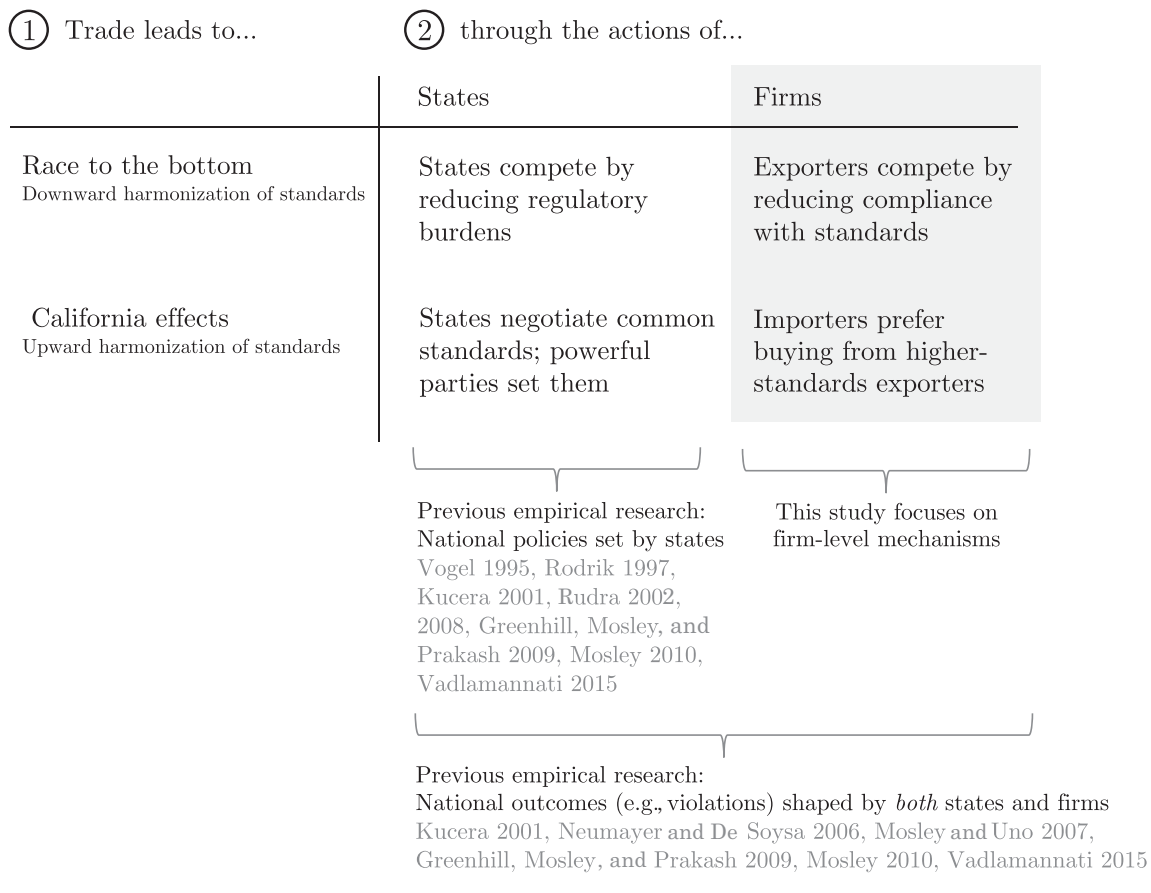 1 Trade leads to... 2 through the actions of...
States Firms
Race to the bottom
Downward harmonization of standards
States compete by
reducing regulatory
burdens
Exporters compete by
reducing compliance
with standards
California effects
Upward harmonization of standards
States negotiate common
standards; powerful
parties set them
Importers prefer
buying from higher-
standards exporters
Previous empirical research:
National policies set by states
Vogel 1995, Rodrik 1997,
Kucera 2001, Rudra 2002,
2008, Greenhill, Mosley, and
Prakash 2009, Mosley 2010,
Vadlamannati 2015
This study focuses on
firm-level mechanisms
Previous empirical research:
National outcomes (e.g., violations) shaped by both states and firms
Kucera 2001, Neumayer and De Soysa 2006, Mosley and Uno 2007,
Greenhill, Mosley, and Prakash 2009, Mosley 2010, Vadlamannati 2015